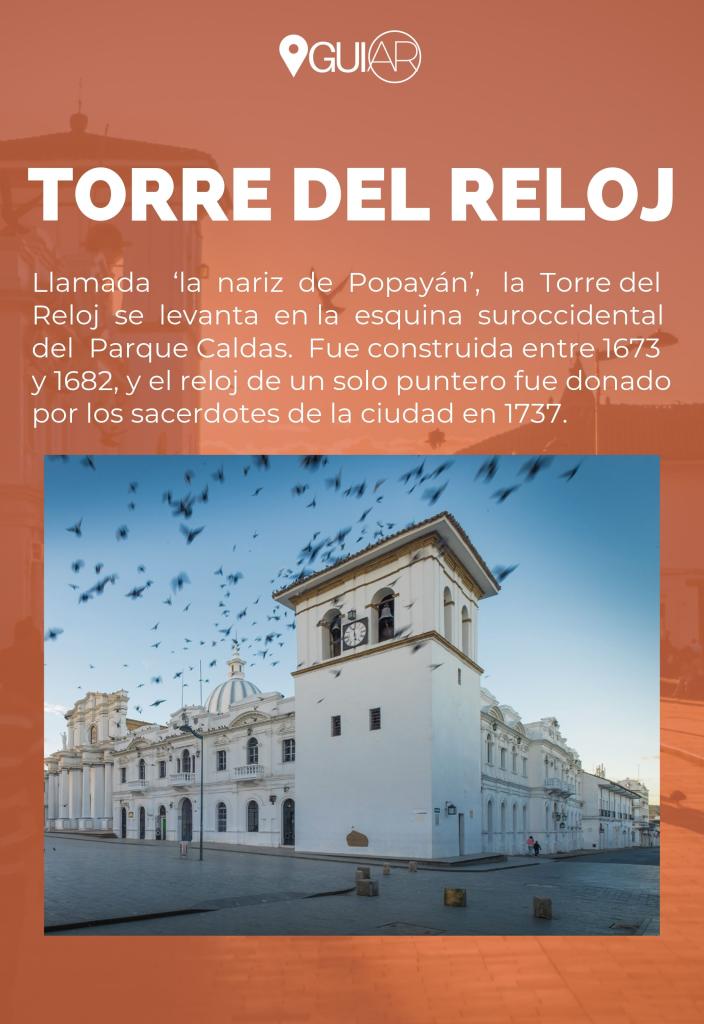 GUIAR
TORRE DEL RELOJ
Llamada 'la nariz de Popayán', la Torre del
Reloj se levanta en la esquina suroccidental
del Parque Caldas. Fue construida entre 1673
y 1682, y el reloj de un solo puntero fue donado
por los sacerdotes de la ciudad en 1737.